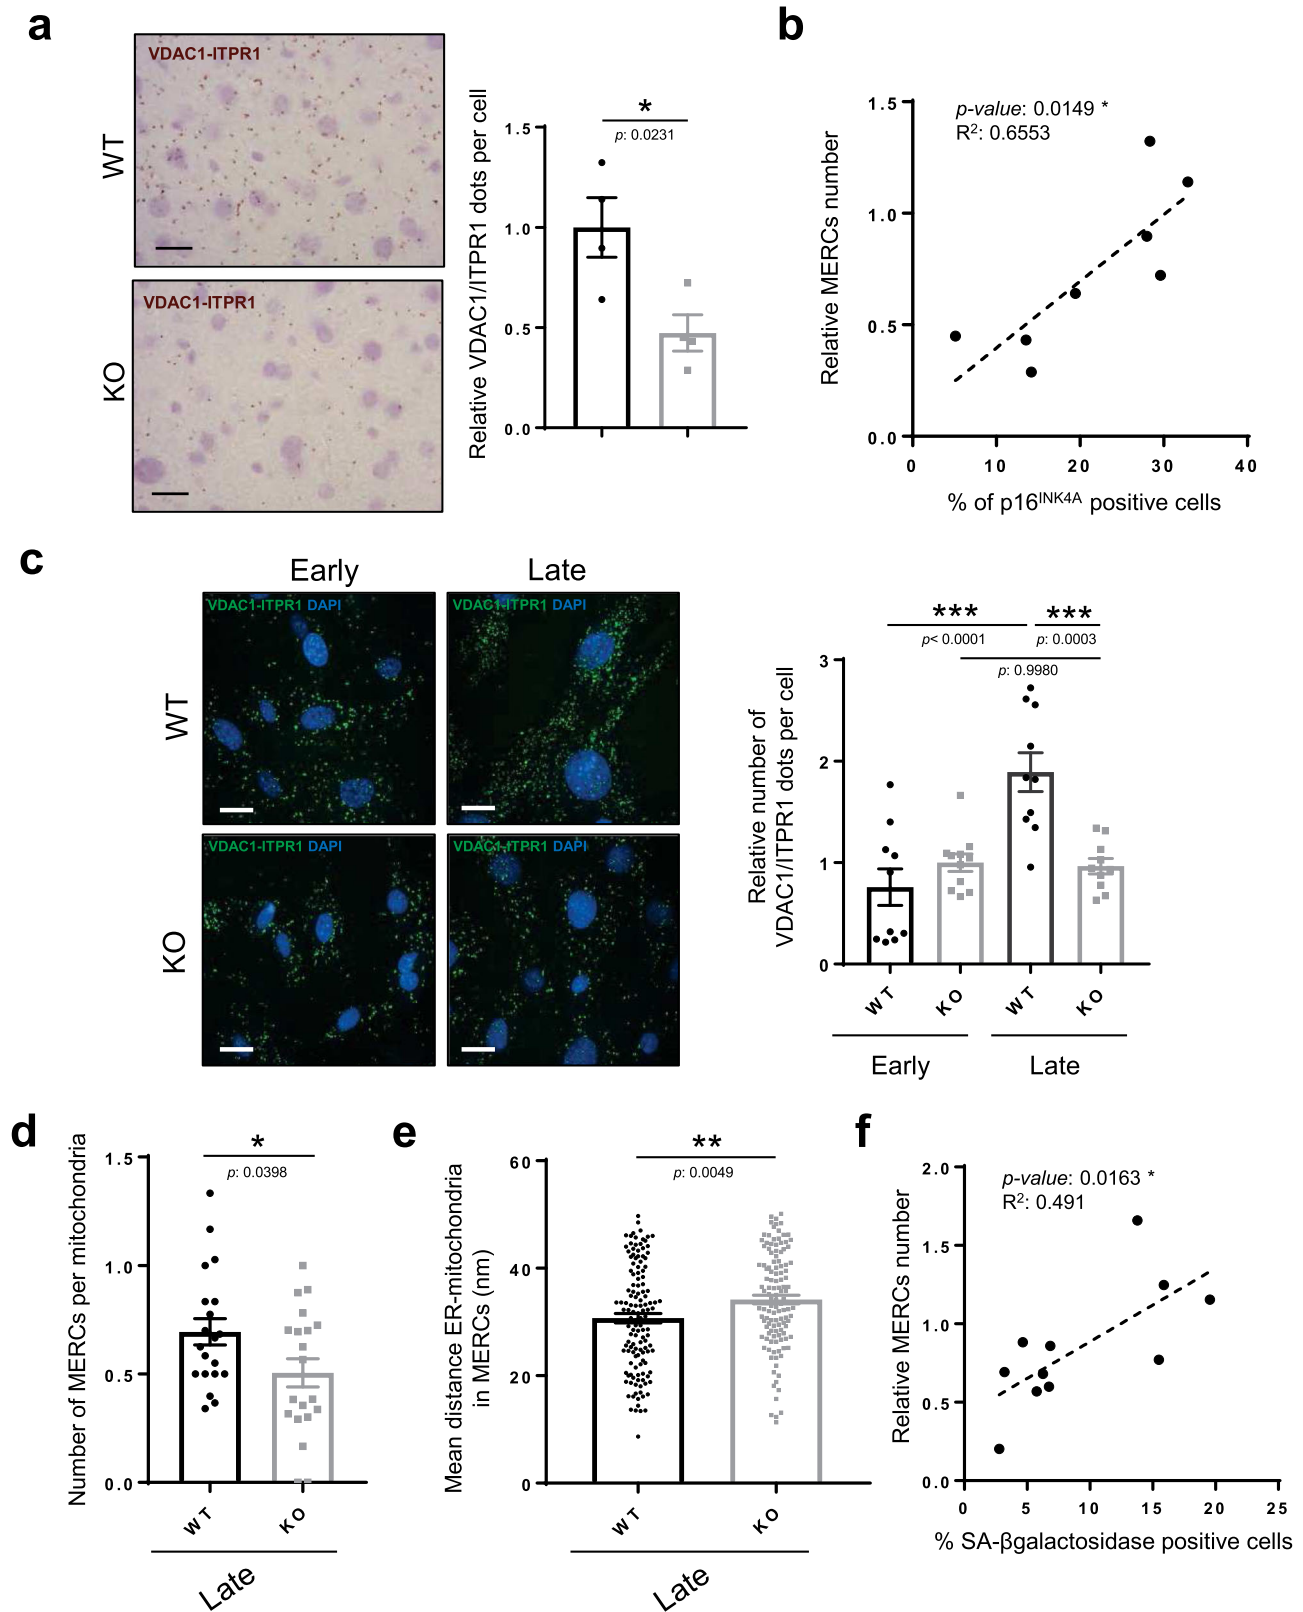 a
VDAC1-ITPR1
WT
VDAC1-ITPR1
KO
Relative VDAC1/ITPR1 dots per cell
*
p: 0.0231
1.5
1.0
0.5
0.0
b
p-value: 0.0149 *
R²: 0.6553
Relative MERCs number
1.5
1.0
0.5
0.0
0 10 20 30 40
% of p16INK4A positive cells
c
Early Late
VDAC1-ITPR1 DAPI
VDAC1-ITPR1 DAPI
WT
VDAC1-ITPR1 DAPI
VDAC1-ITPR1 DAPI
KO
Relative number of
VDAC1/ITPR1 dots per cell
*** ***
p< 0.0001 p: 0.0003
p: 0.9980
3
2
1
0
WT KO WT KO
Early Late
d
Number of MERCs per mitochondria
*
p: 0.0398
1.5
1.0
0.5
0.0
WT KO
Late
e
Mean distance ER-mitochondria
in MERCs (nm)
**
p: 0.0049
60
40
20
0
WT KO
Late
f
p-value: 0.0163 *
R²: 0.491
Relative MERCs number
2.0
1.5
1.0
0.5
0.0
0 5 10 15 20 25
% SA-βgalactosidase positive cells